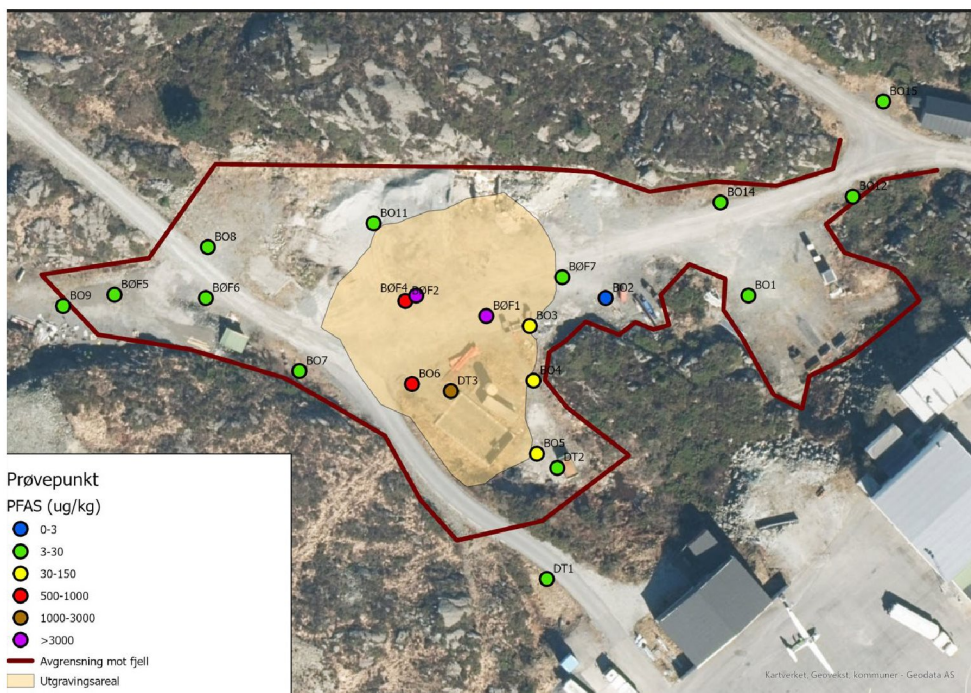 BO15
BO12
BO14
BO11
BO8
BØF7
BØF5
BØF6
BO9
BØF4
BØF2
BO2
BO1
BØF1
BO3
BO7
BO6
DT3
BO4
BO5
DT2
DT1
Prøvepunkt
PFAS (ug/kg)
0-3
3-30
30-150
500-1000
1000-3000
>3000
Avgrensning mot fjell
Utgravingsareal
Kartverket, Geovekst, kommuner - Geodata AS